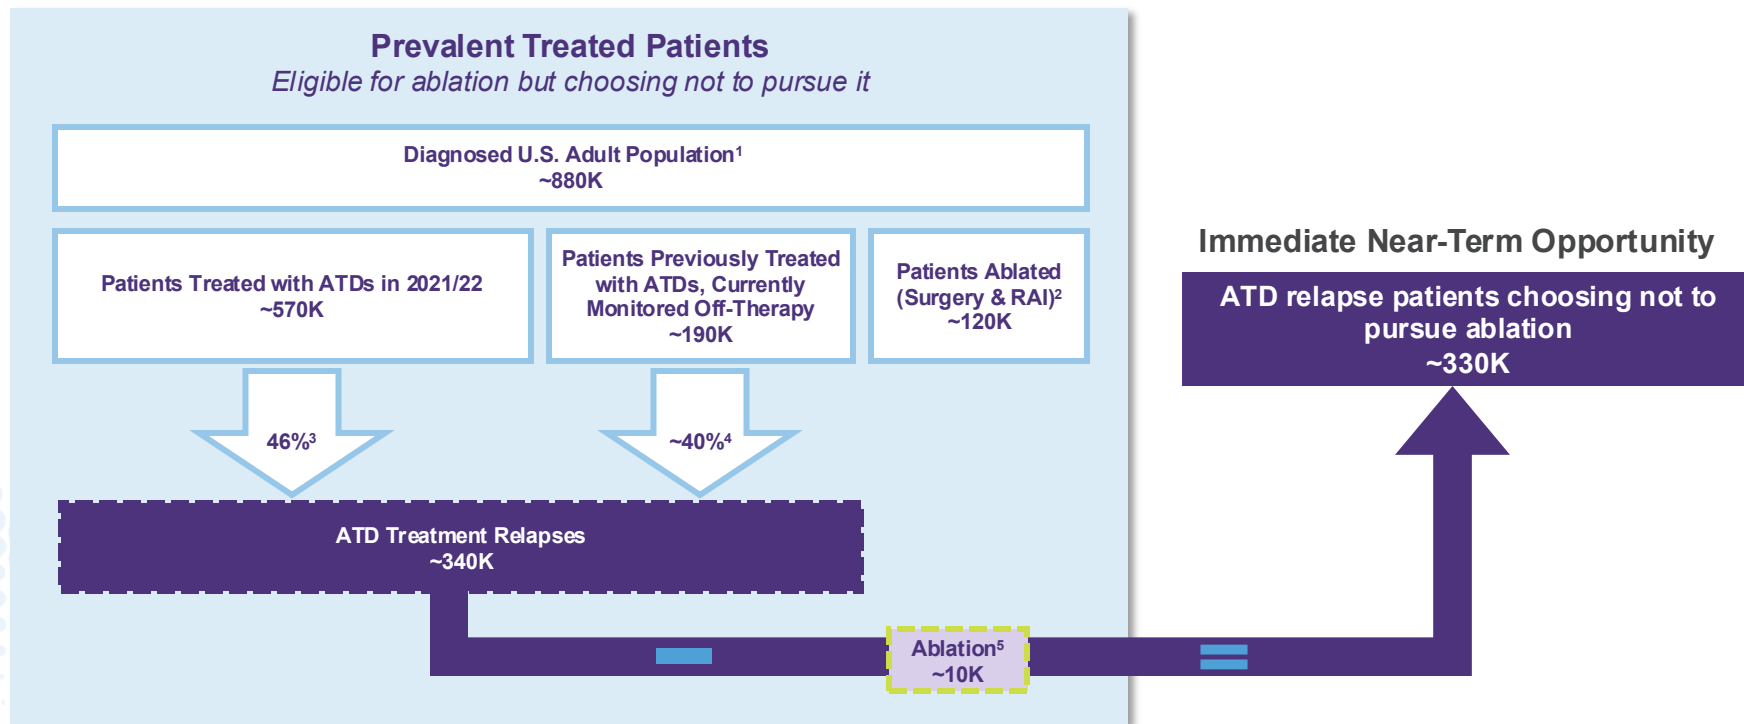 Prevalent Treated Patients
Eligible for ablation but choosing not to pursue it
Diagnosed U.S. Adult Population¹
~880K
Patients Treated with ATDs in 2021/22
~570K
Patients Previously Treated
with ATDs, Currently
Monitored Off-Therapy
~190K
Patients Ablated
(Surgery & RAI)²
~120K
46%³
~40%⁴
ATD Treatment Relapses
~340K
Ablation⁵
~10K
Immediate Near-Term Opportunity
ATD relapse patients choosing not to
pursue ablation
~330K